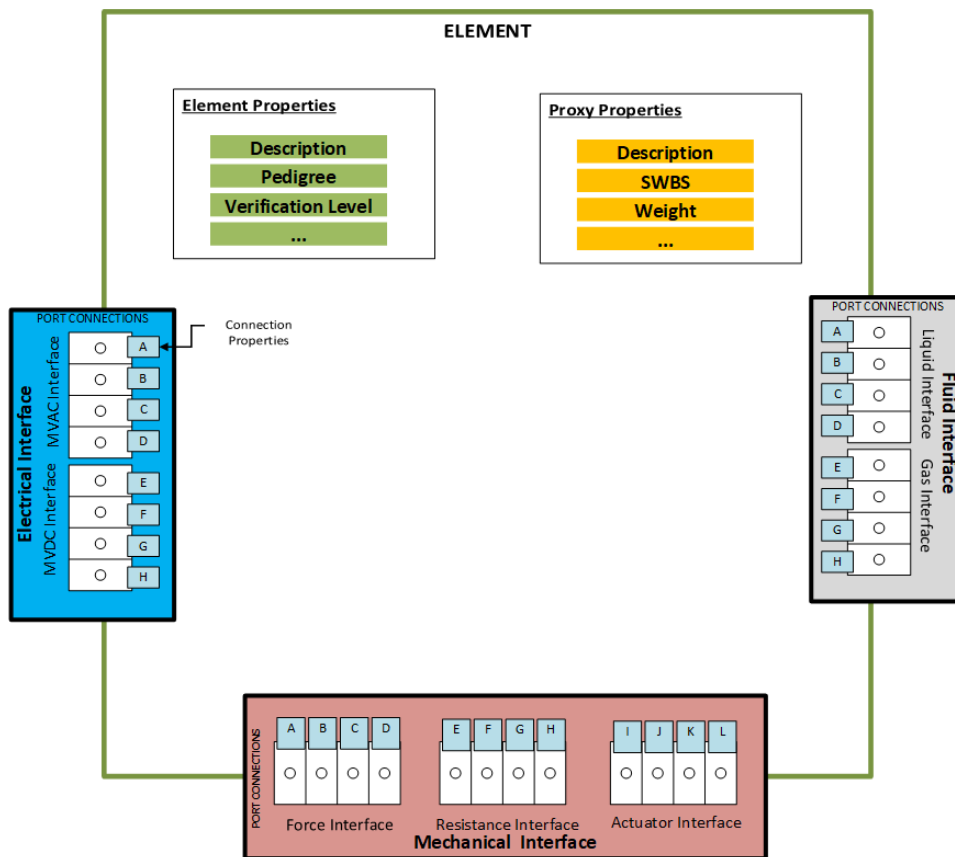 ELEMENT
Element Properties
Description
Pedigree
Verification Level
...
Proxy Properties
Description
SWBS
Weight
...
PORT CONNECTIONS
Electrical Interface
MVAC Interface
A
B
C
D
MVDC Interface
E
F
G
H
Connection
Properties
PORT CONNECTIONS
A
B
C
D
Liquid Interface
E
F
G
H
Gas Interface
Fluid Interface
PORT CONNECTIONS
A B C D
E F G H
I J K L
Force Interface
Resistance Interface
Actuator Interface
Mechanical Interface